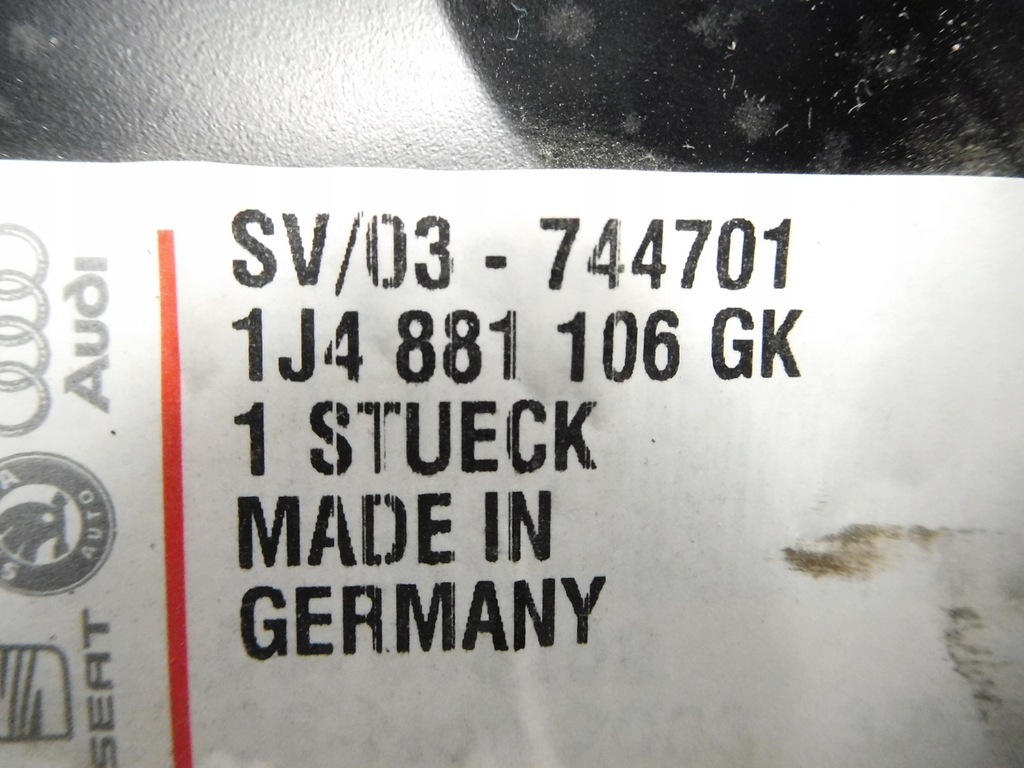 SV/03 - 744701
1J4 881 106 GK
1 STUECK
MADE IN
GERMANY
Audi
AUTO
SEAT